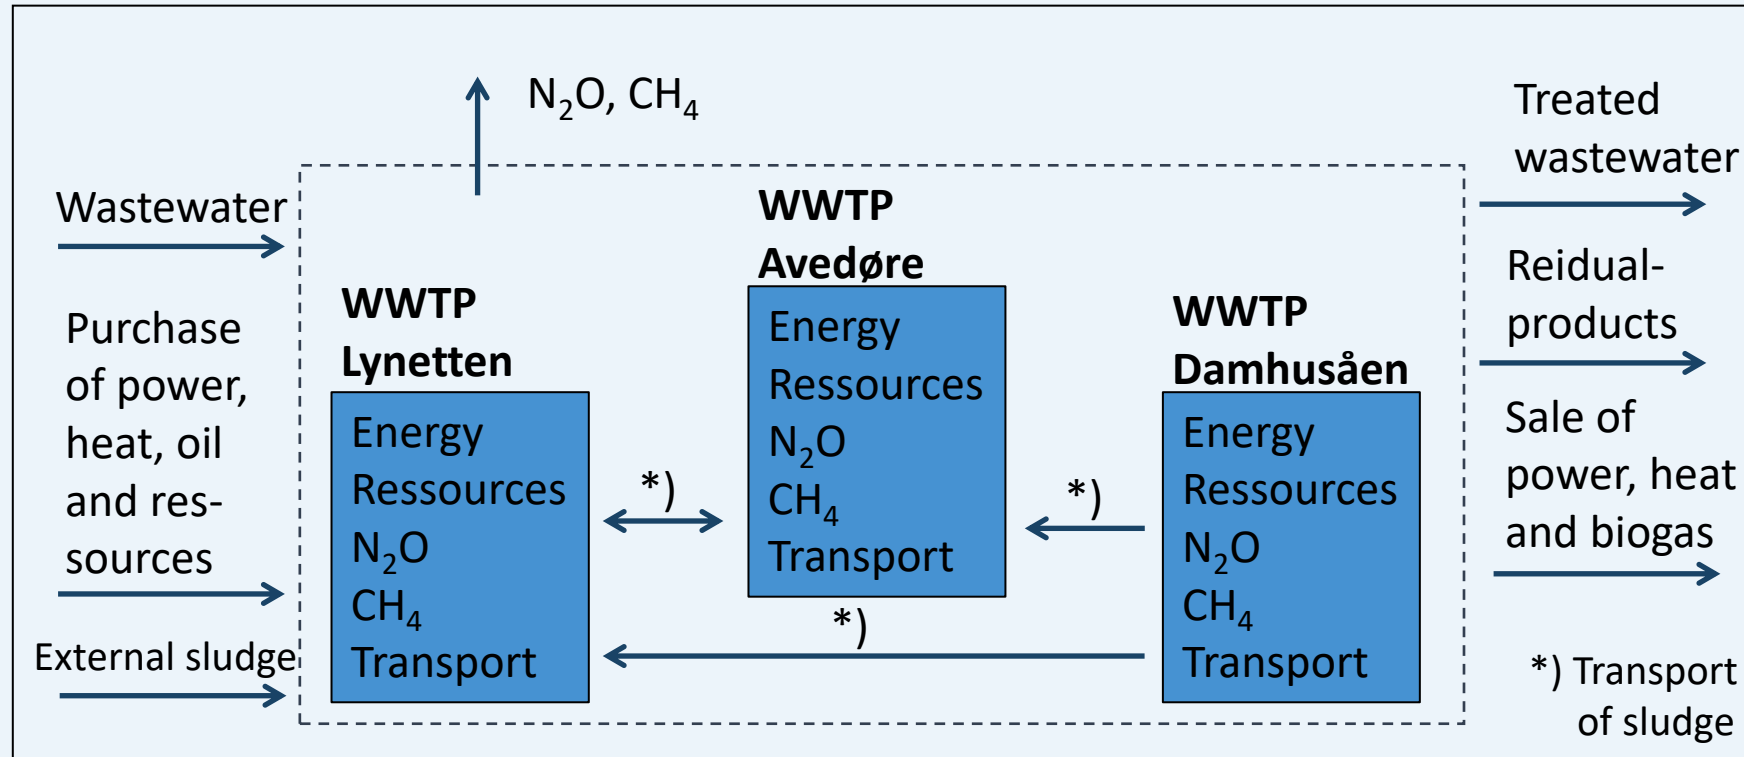 N₂O, CH₄
Wastewater
Purchase
of power,
heat, oil
and res-
sources
External sludge
WWTP
Lynetten
Energy
Ressources
N₂O
CH₄
Transport
*)
WWTP
Avedøre
Energy
Ressources
N₂O
CH₄
Transport
*)
*)
WWTP
Damhusåen
Energy
Ressources
N₂O
CH₄
Transport
Treated
wastewater
Reidual-
products
Sale of
power, heat
and biogas
*) Transport
of sludge